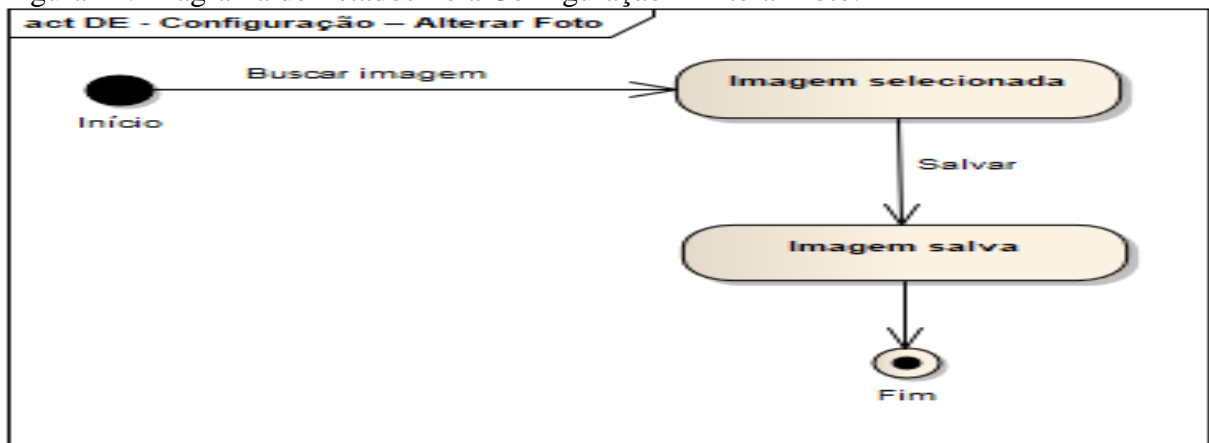 act DE - Configuração – Alterar Foto
Buscar imagem
Imagem selecionada
Início
Salvar
Imagem salva
Fim